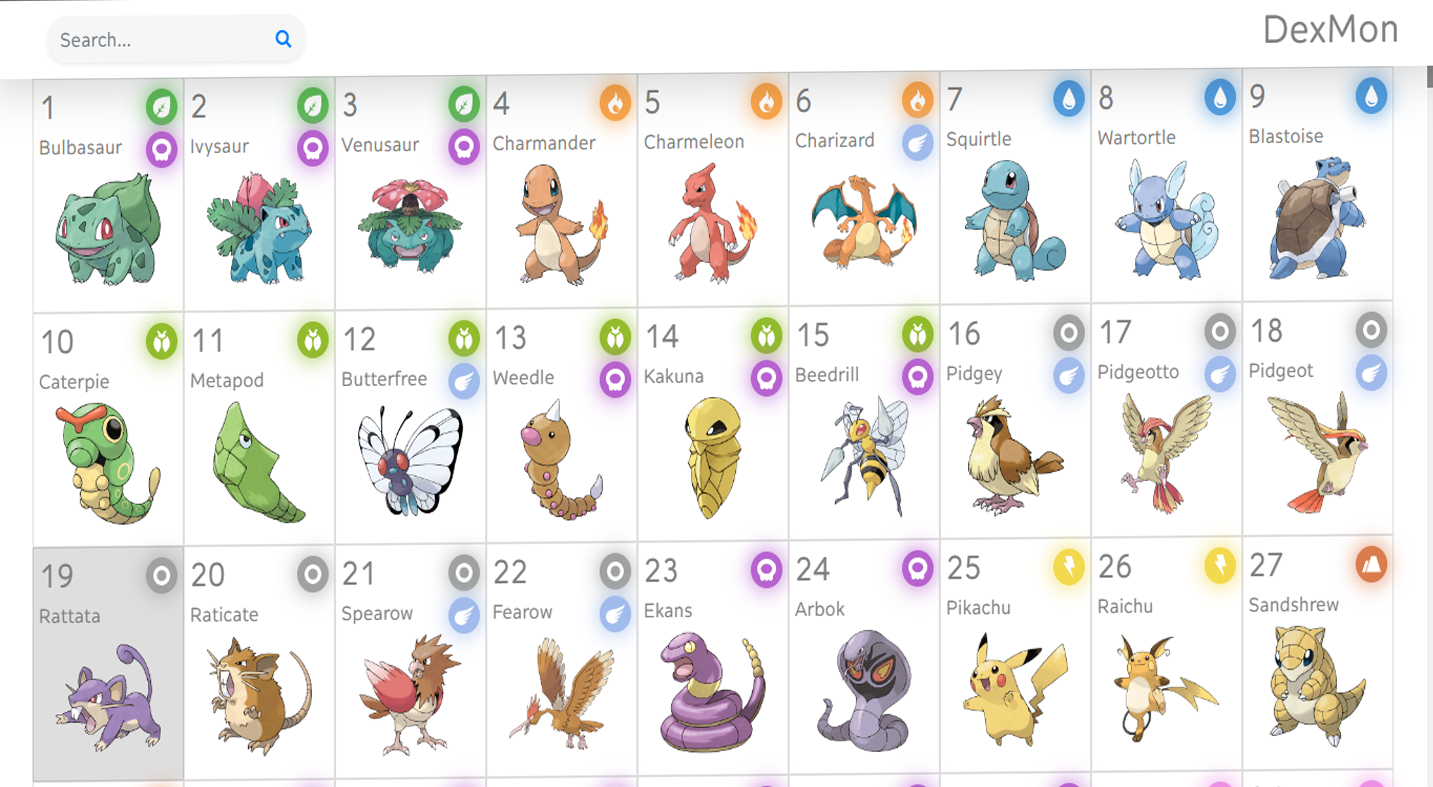 Search...
DexMon
1
Bulbasaur
2
Ivysaur
3
Venusaur
4
Charmander
5
Charmeleon
6
Charizard
7
Squirtle
8
Wartortle
9
Blastoise
10
Caterpie
11
Metapod
12
Butterfree
13
Weedle
14
Kakuna
15
Beedrill
16
Pidgey
17
Pidgeotto
18
Pidgeot
19
Rattata
20
Raticate
21
Spearow
22
Fearow
23
Ekans
24
Arbok
25
Pikachu
26
Raichu
27
Sandshrew